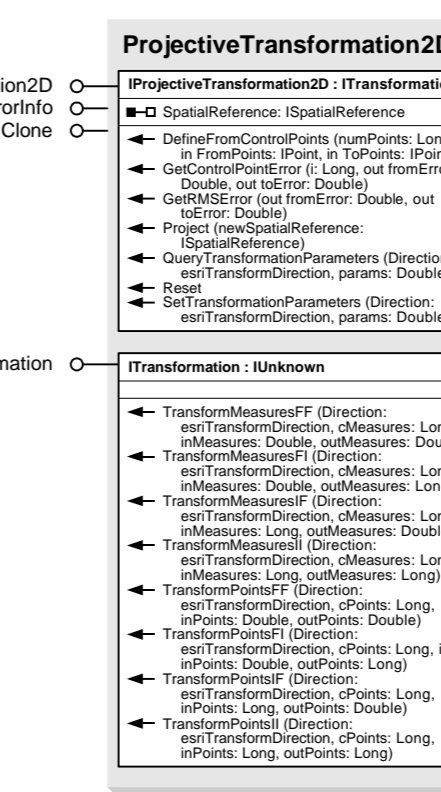 ProjectiveTransformation2D
ion2D
IProjectiveTransformation2D : ITransformatio
rorInfo
SpatialReference: ISpatialReference
Clone
DefineFromControlPoints (numPoints: Lon
in FromPoints: IPoint, in ToPoints: IPoin
GetControlPointError (i: Long, out fromErro
Double, out toError: Double)
GetRMSError (out fromError: Double, out
toError: Double)
Project (newSpatialReference:
ISpatialReference)
QueryTransformationParameters (Direction
esriTransformDirection, params: Double
Reset
SetTransformationParameters (Direction:
esriTransformDirection, params: Double
mation
ITransformation : IUnknown
TransformMeasuresFF (Direction:
esriTransformDirection, cMeasures: Lon
inMeasures: Double, outMeasures: Dou
TransformMeasuresFI (Direction:
esriTransformDirection, cMeasures: Lon
inMeasures: Double, outMeasures: Lon
TransformMeasuresIF (Direction:
esriTransformDirection, cMeasures: Lon
inMeasures: Long, outMeasures: Doubl
TransformMeasuresII (Direction:
esriTransformDirection, cMeasures: Lon
inMeasures: Long, outMeasures: Long)
TransformPointsFF (Direction:
esriTransformDirection, cPoints: Long,
inPoints: Double, outPoints: Double)
TransformPointsFI (Direction:
esriTransformDirection, cPoints: Long, i
inPoints: Double, outPoints: Long)
TransformPointsIF (Direction:
esriTransformDirection, cPoints: Long,
inPoints: Long, outPoints: Double)
TransformPointsII (Direction:
esriTransformDirection, cPoints: Long,
inPoints: Long, outPoints: Long)